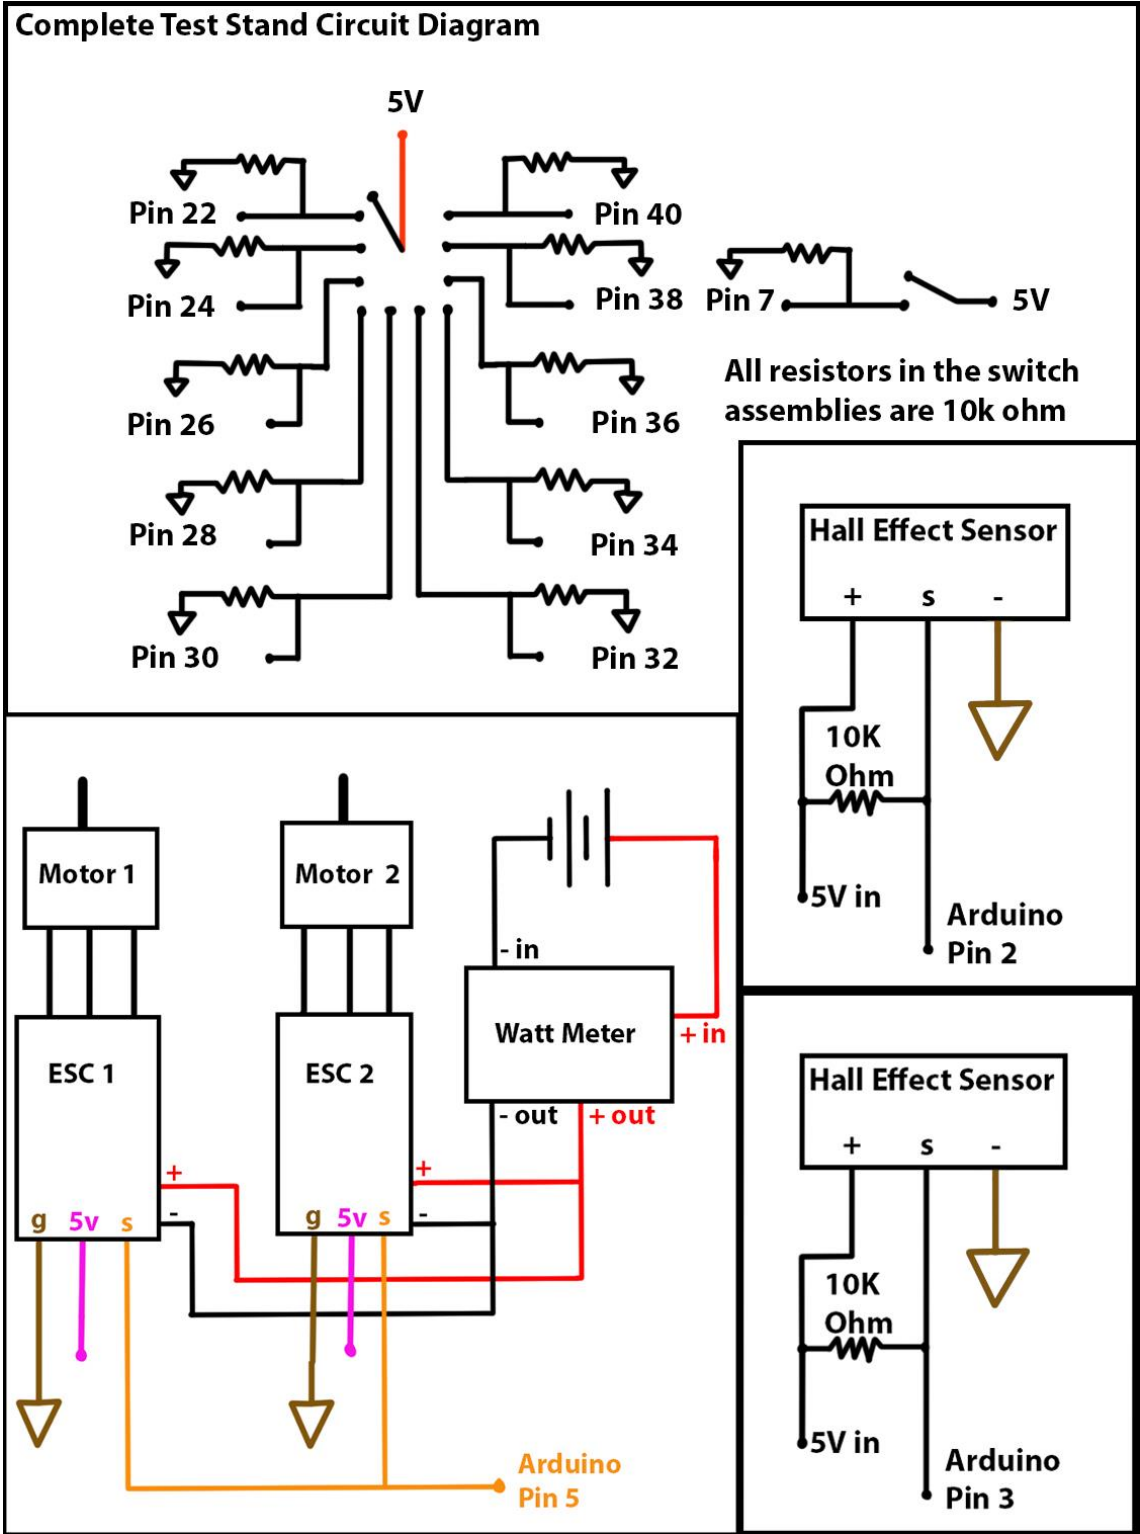 Complete Test Stand Circuit Diagram
5V
Pin 22
Pin 40
Pin 24
Pin 38
Pin 7
5V
Pin 26
Pin 36
All resistors in the switch
assemblies are 10k ohm
Pin 28
Pin 34
Pin 30
Pin 32
Hall Effect Sensor
+ s -
10K
Ohm
5V in
Arduino
Pin 2
Motor 1
Motor 2
- in
Watt Meter
+ in
ESC 1
ESC 2
- out
+ out
+
-
g 5v s
+
-
g 5v s
Arduino
Pin 5
Hall Effect Sensor
+ s -
10K
Ohm
5V in
Arduino
Pin 3